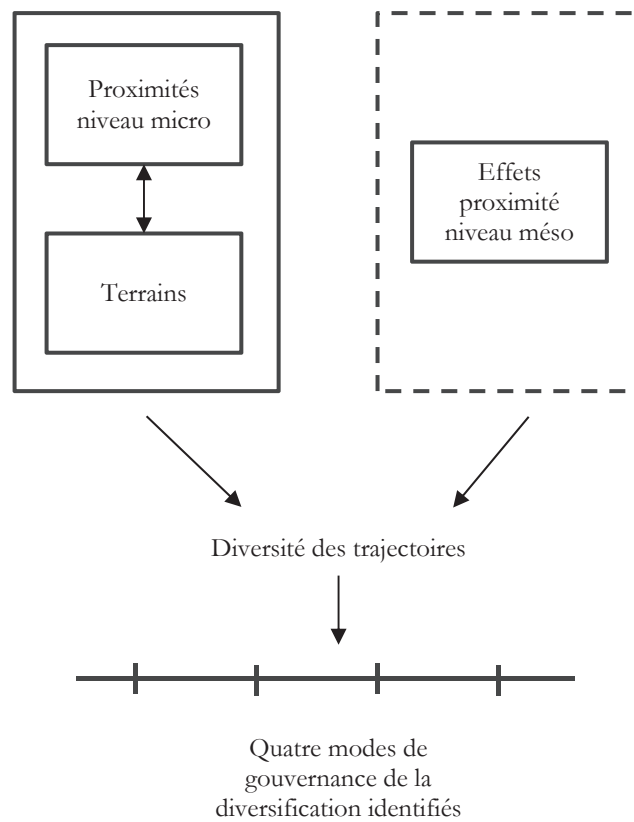 Proximités
niveau micro
Terrains
Effets
proximité
niveau méso
Diversité des trajectoires
Quatre modes de
gouvernance de la
diversification identifiés